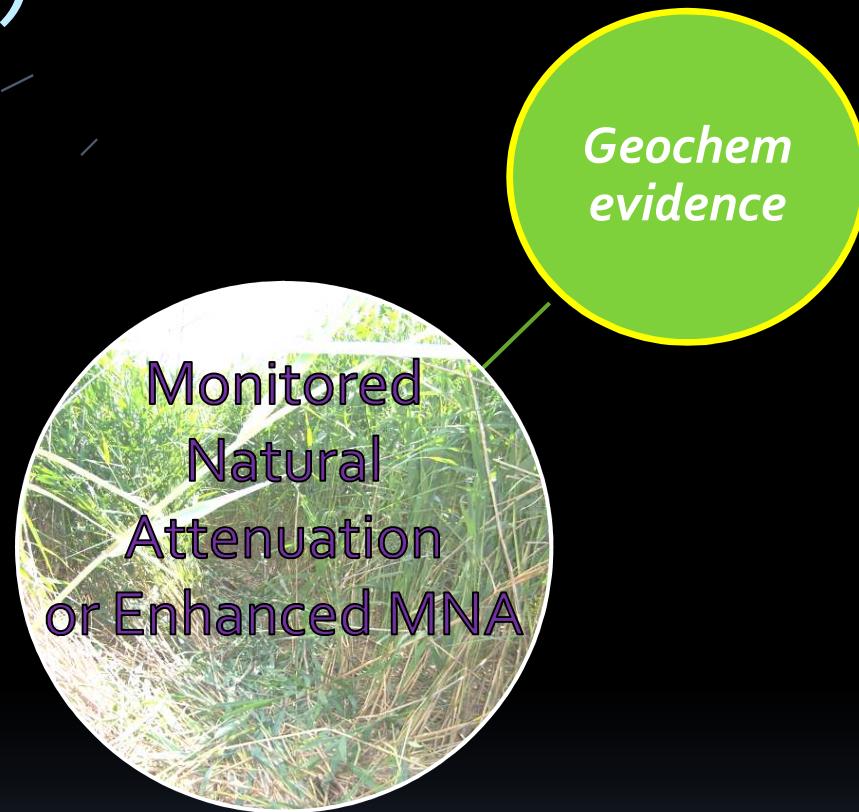 Geochem
evidence
Monitored
Natural
Attenuation
or Enhanced MNA